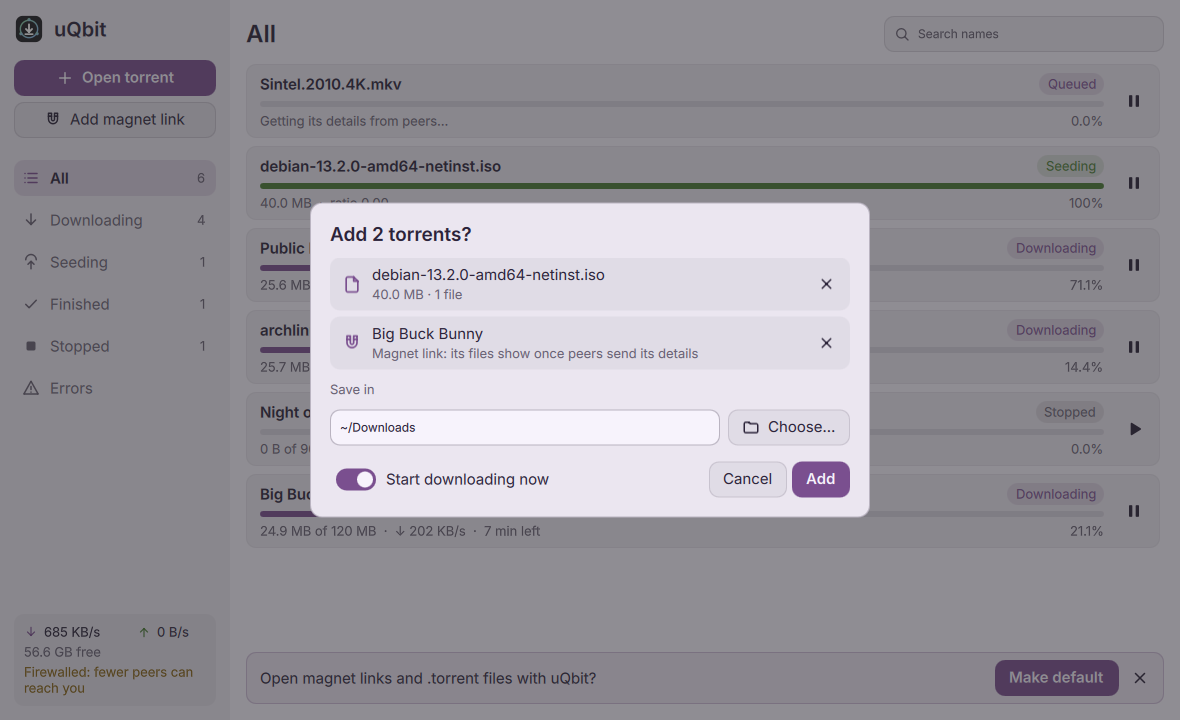 uQbit
Open torrent
Add magnet link
All 6
Downloading 4
Seeding 1
Finished 1
Stopped 1
Errors
685 KB/s 0 B/s
56.6 GB free
Firewalled: fewer peers can
reach you
All
Search names
Sintel.2010.4K.mkv Queued
Getting its details from peers... 0.0%
debian-13.2.0-amd64-netinst.iso Seeding
40.0 MB · ratio 0.00 100%
Public Downloading
25.6 MB 71.1%
archlin Downloading
25.7 MB 14.4%
Night o Stopped
0 B of 9 0.0%
Big Buc Downloading
24.9 MB of 120 MB · ↓ 202 KB/s · 7 min left 21.1%
Add 2 torrents?
debian-13.2.0-amd64-netinst.iso
40.0 MB · 1 file
Big Buck Bunny
Magnet link: its files show once peers send its details
Save in
~/Downloads
Choose...
Start downloading now
Cancel
Add
Open magnet links and .torrent files with uQbit?
Make default